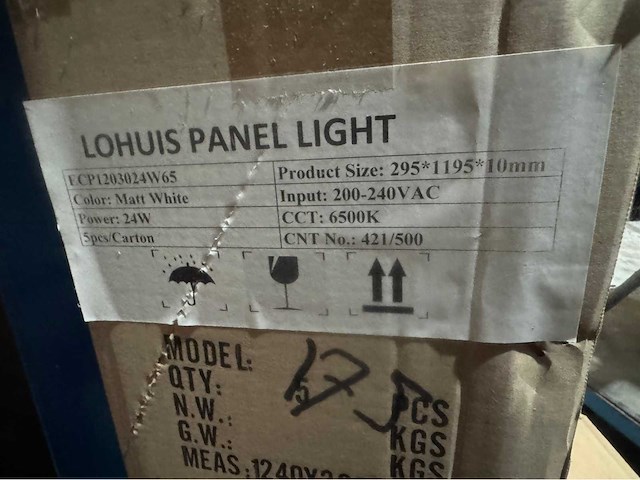 LOHUIS PANEL LIGHT
ECP1203024W65
Product Size: 295*1195*10mm
Color: Matt White
Input: 200-240VAC
Power: 24W
CCT: 6500K
5pcs/Carton
CNT No.: 421/500
MODEL:
QTY: 5 PCS
N.W.: KGS
G.W.: KGS
MEAS: